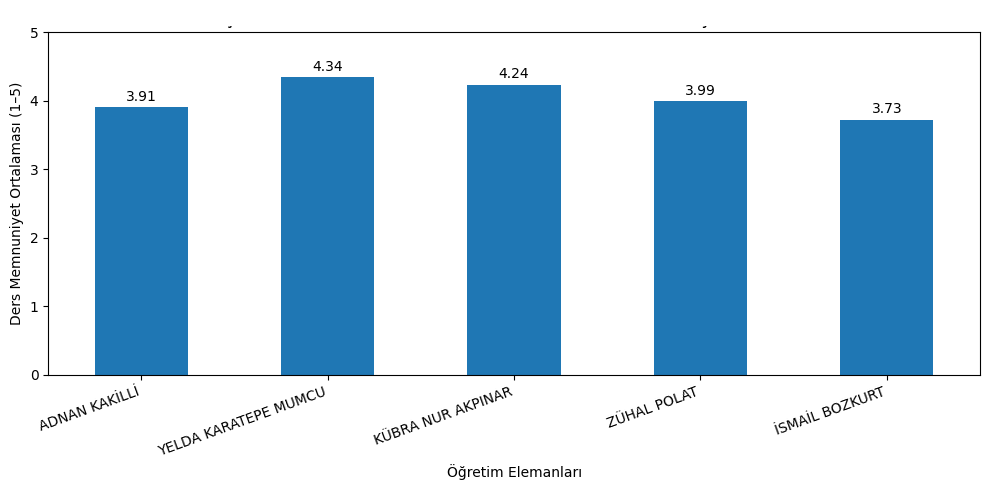 5
4
3
2
1
0
Ders Memnuniyet Ortalaması (1–5)
3.91
4.34
4.24
3.99
3.73
ADNAN KAKİLLİ
YELDA KARATEPE MUMCU
KÜBRA NUR AKPINAR
ZÜHAL POLAT
İSMAİL BOZKURT
Öğretim Elemanları